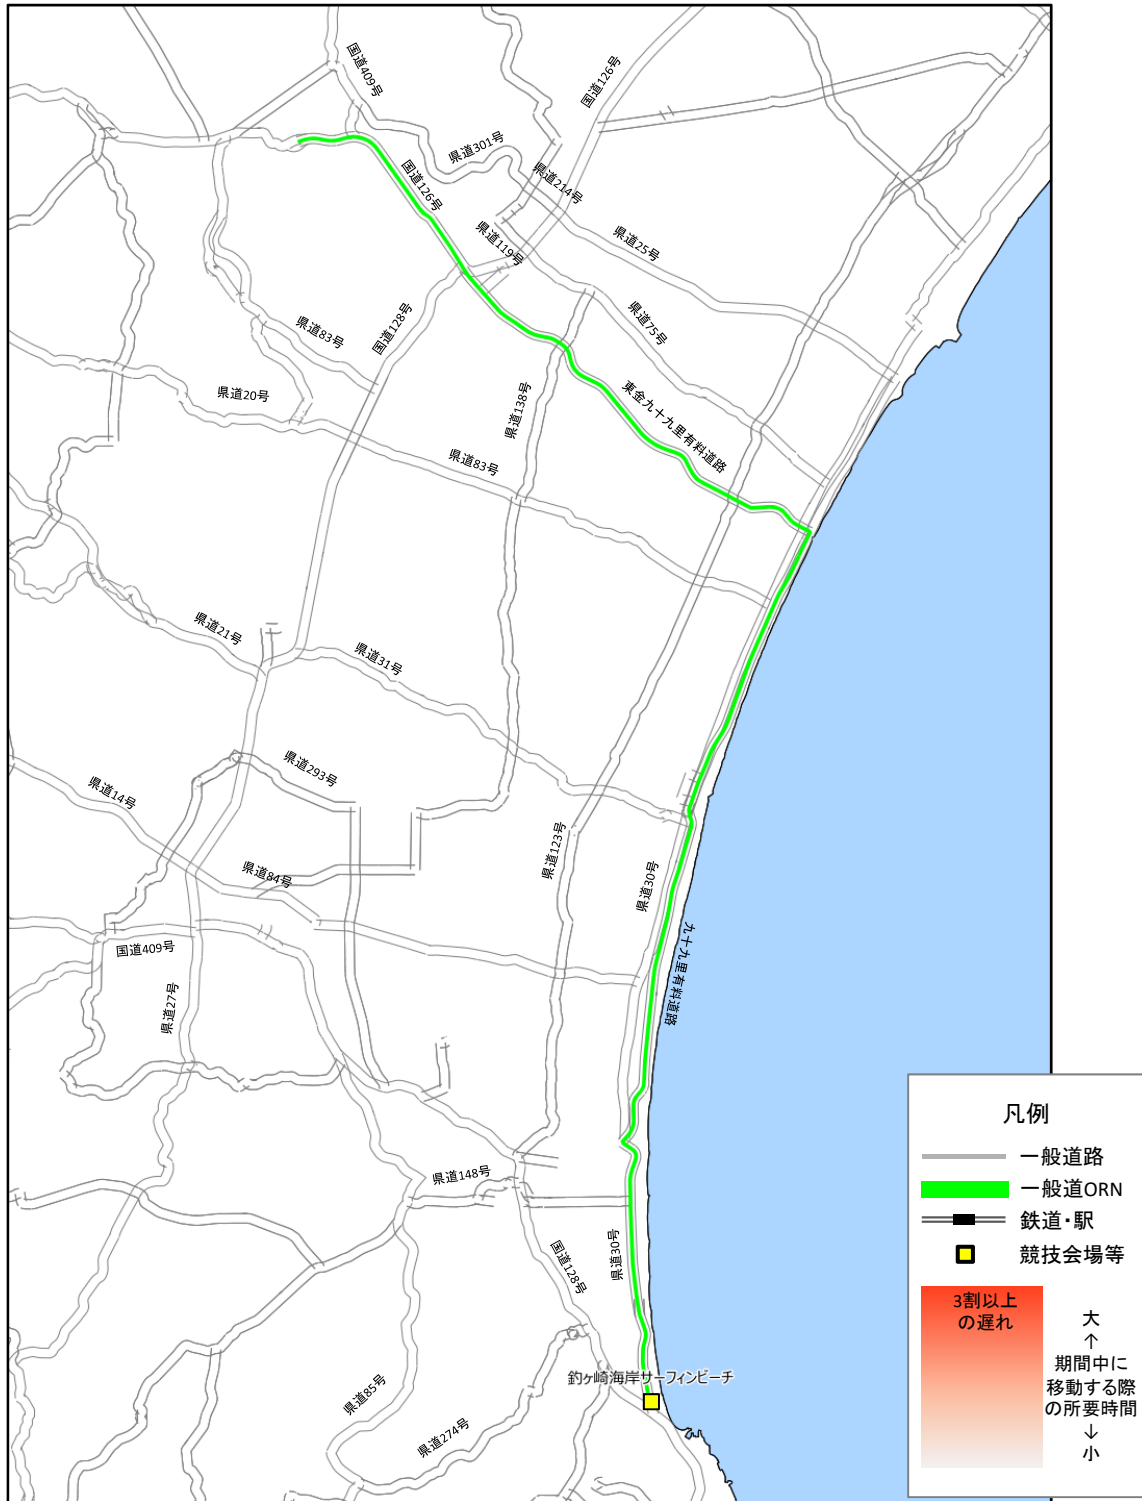 国道409号
国道126号
県道301号
国道126号
県道214号
県道119号
県道25号
県道75号
国道128号
県道83号
県道20号
県道138号
東金九十九里有料道路
県道83号
県道21号
県道31号
県道293号
県道14号
県道123号
県道84号
県道30号
国道409号
九十九里有料道路
県道27号
県道148号
県道30号
国道128号
釣ヶ崎海岸サーフィンビーチ
県道85号
県道274号
凡例
一般道路
一般道ORN
鉄道・駅
競技会場等
3割以上
の遅れ
大
↑
期間中に
移動する際
の所要時間
↓
小